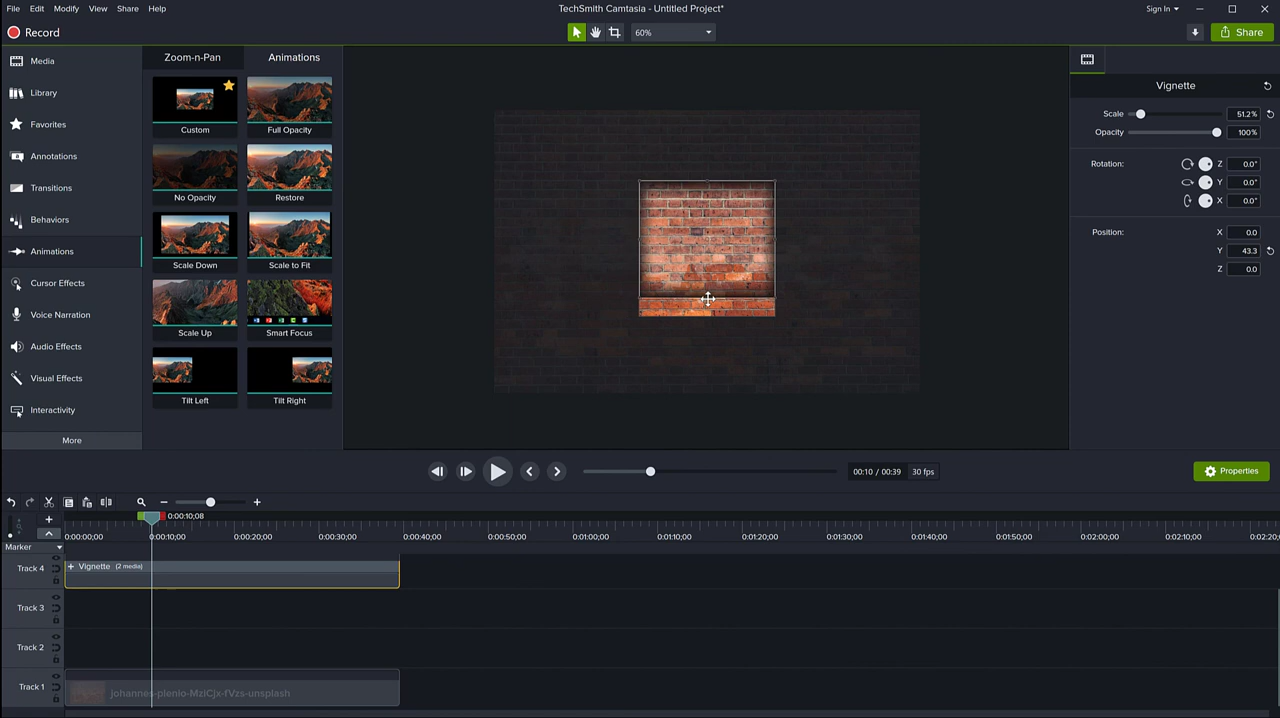 File Edit Modify View Share Help
TechSmith Camtasia - Untitled Project*
Sign In
Record
60%
Share
Media
Library
Favorites
Annotations
Transitions
Behaviors
Animations
Cursor Effects
Voice Narration
Audio Effects
Visual Effects
Interactivity
More
Zoom-n-Pan Animations
Custom Full Opacity
No Opacity Restore
Scale Down Scale to Fit
Scale Up Smart Focus
Tilt Left Tilt Right
Vignette
Scale 51.2%
Opacity 100%
Rotation: Z 0.0°
Y 0.0°
X 0.0°
Position: X 0.0
Y 43.3
Z 0.0
00:10 / 00:39 30 fps
Properties
0:00:10;08
0:00:00;00 0:00:10;00 0:00:20;00 0:00:30;00 0:00:40;00 0:00:50;00 0:01:00;00 0:01:10;00 0:01:20;00 0:01:30;00 0:01:40;00 0:01:50;00 0:02:00;00 0:02:10;00 0:02:20;00
Marker
Track 4
+ Vignette (2 media)
Track 3
Track 2
Track 1
johannes-plenio-MziCjx-fVzs-unsplash